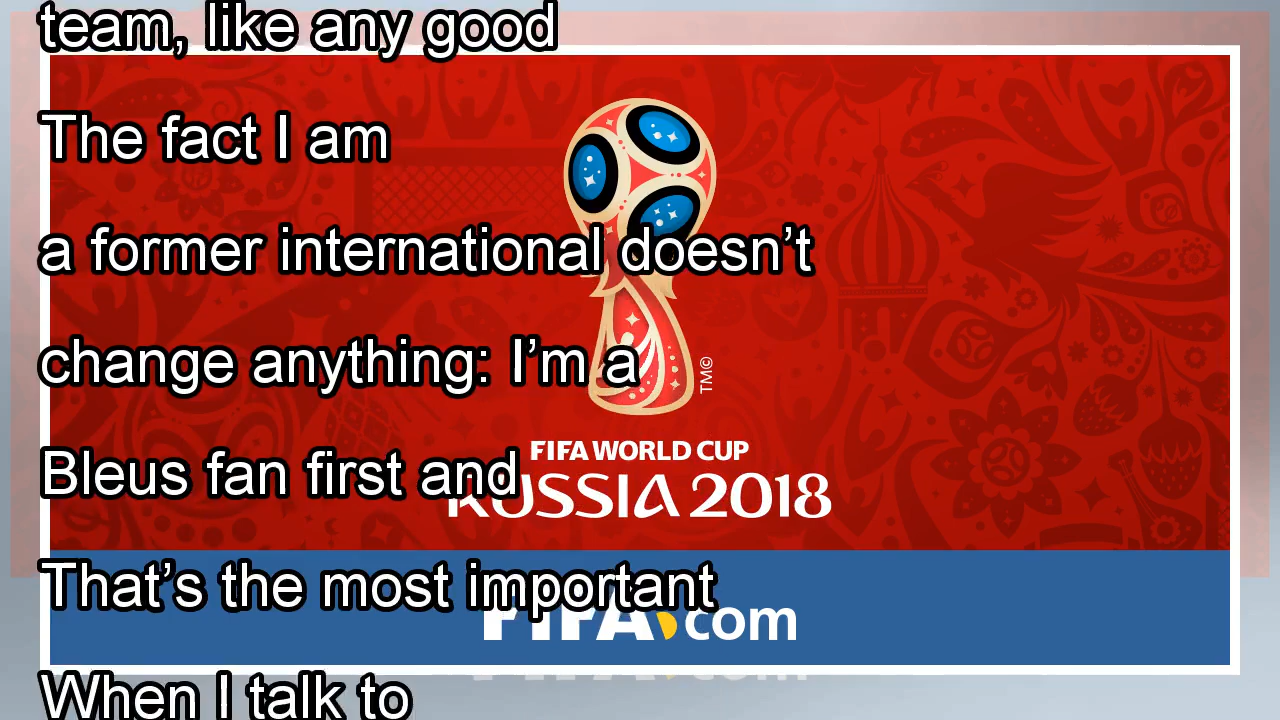 team, like any good
The fact I am
a former international doesn’t
change anything: I’m a
TM©
FIFA WORLD CUP
Bleus fan first and
RUSSIA 2018
That’s the most important
FIFA.com
When I talk to